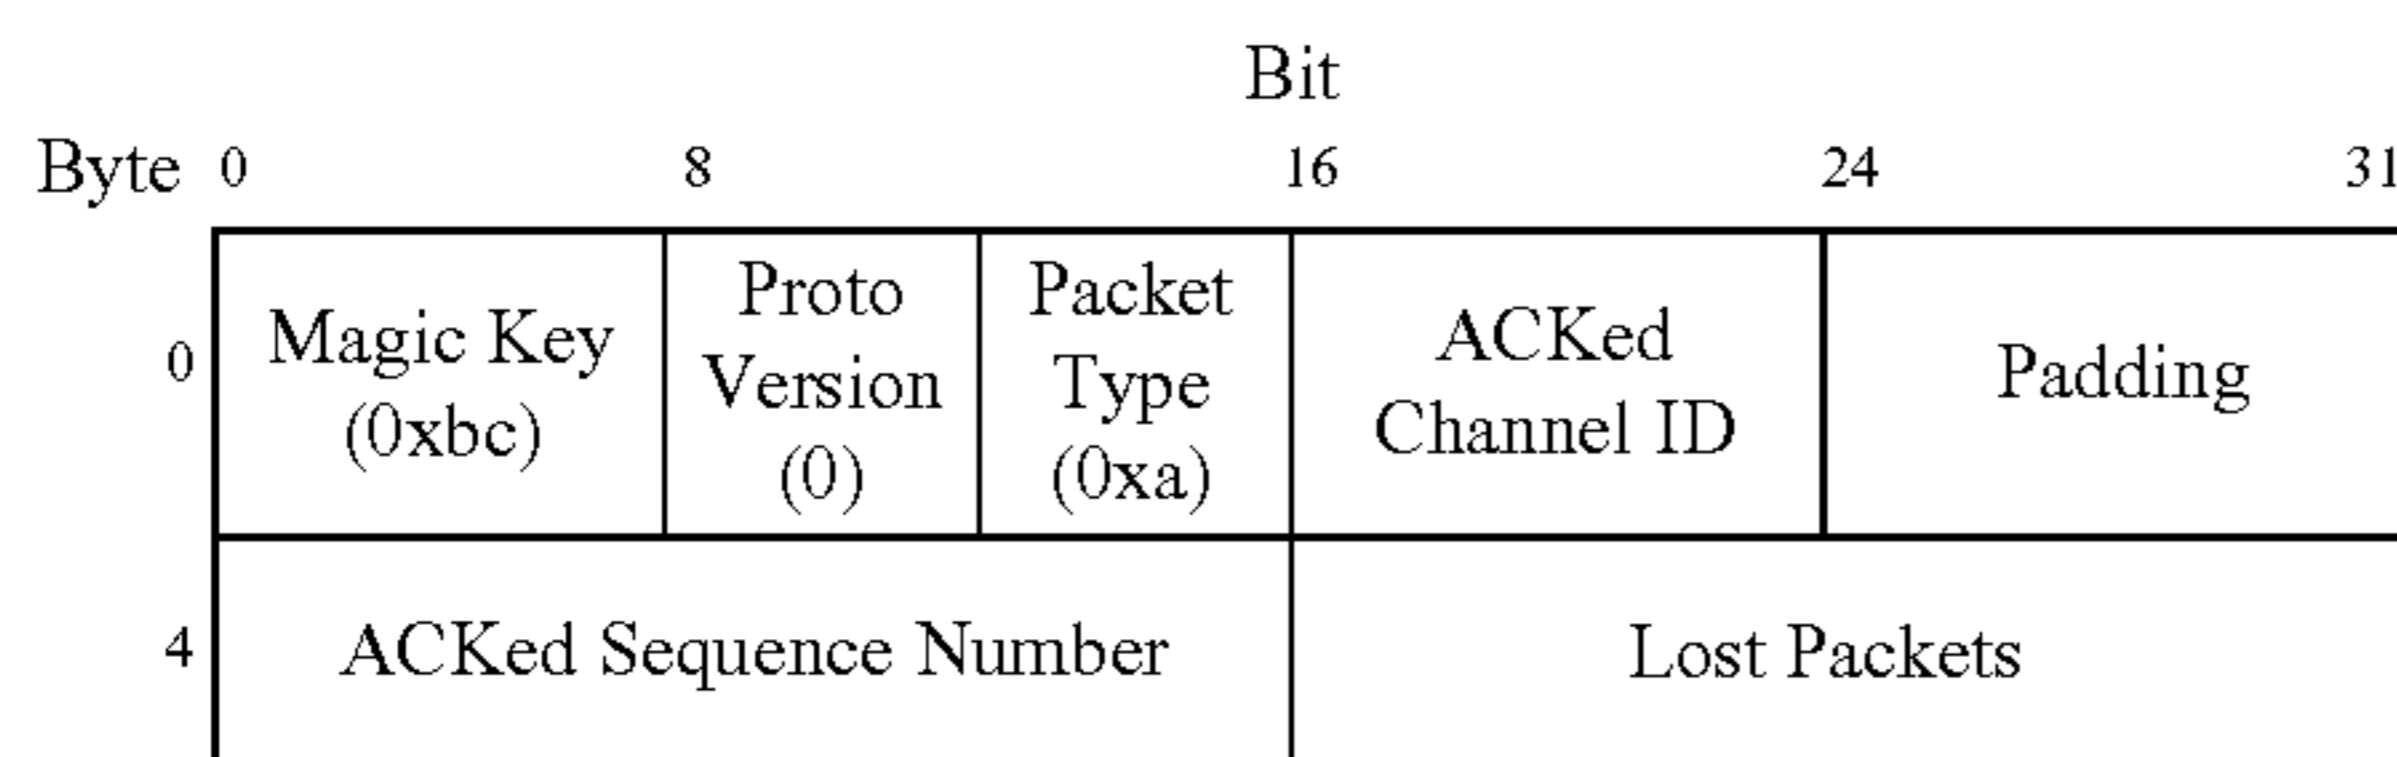 Bit
Byte 0 8 16 24 31
0
Magic Key
(0xbc)
Proto
Version
(0)
Packet
Type
(0xa)
ACKed
Channel ID
Padding
4
ACKed Sequence Number
Lost Packets